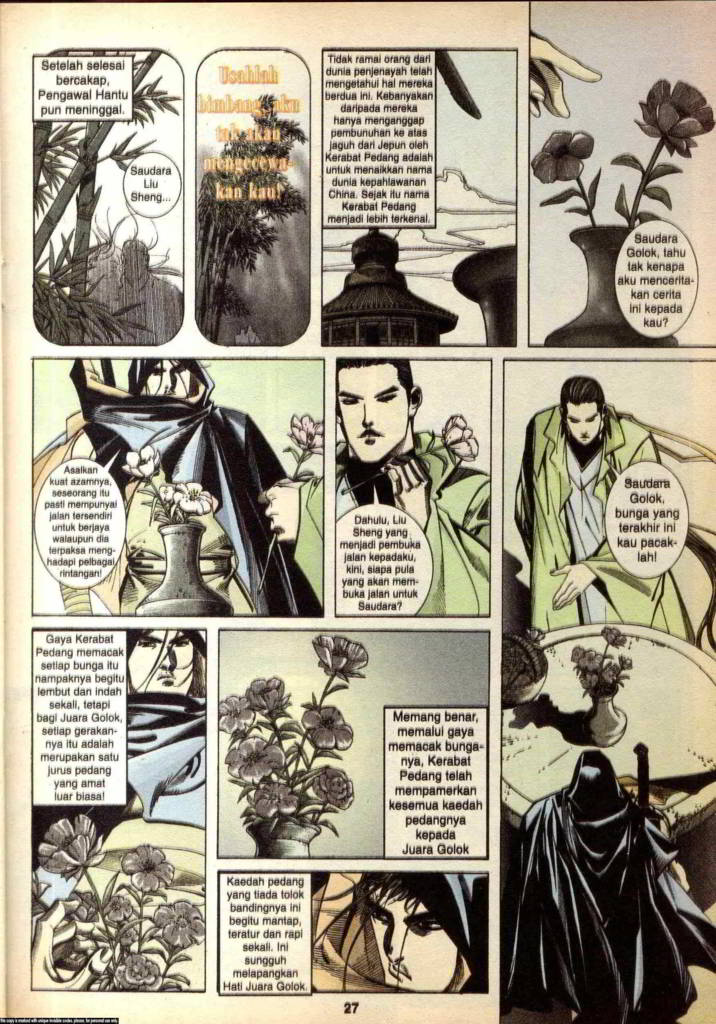 Setelah selesai
bercakap,
Pengawal Hantu
pun meninggal.
Saudara
Liu
Sheng...
Usahlah
bimbang, aku
tak akan
mengecewa-
kan kau!
Tidak ramai orang dari
dunia penjenayah telah
mengetahui hal mereka
berdua ini. Kebanyakan
daripada mereka
hanya menganggap
pembunuhan ke atas
jaguh dari Jepun oleh
Kerabat Pedang adalah
untuk menaikkan nama
dunia kepahlawanan
China. Sejak itu nama
Kerabat Pedang
menjadi lebih terkenal.
Saudara
Golok, tahu
tak kenapa
aku mencerita-
kan cerita
ini kepada
kau?
Asalkan
kuat azamnya,
seseorang itu
pasti mempunyai
jalan tersendiri
untuk berjaya
walaupun dia
terpaksa meng-
hadapi pelbagai
rintangan!
Dahulu, Liu
Sheng yang
menjadi pembuka
jalan kepadaku,
kini, siapa pula
yang akan mem-
buka jalan untuk
Saudara?
Saudara
Golok,
bunga yang
terakhir ini
kau pacak-
lah!
Gaya Kerabat
Pedang memacak
setiap bunga itu
nampaknya begitu
lembut dan indah
sekali, tetapi
bagi Juara Golok,
setiap gerakan-
nya itu adalah
merupakan satu
jurus pedang
yang amat
luar biasa!
Memang benar,
memalui gaya
memacak bunga-
nya, Kerabat
Pedang telah
mempamerkan
kesemua kaedah
pedangnya
kepada
Juara Golok
Kaedah pedang
yang tiada tolok
bandingnya ini
begitu mantap,
teratur dan rapi
sekali. Ini
sungguh
melapangkan
Hati Juara Golok.
27